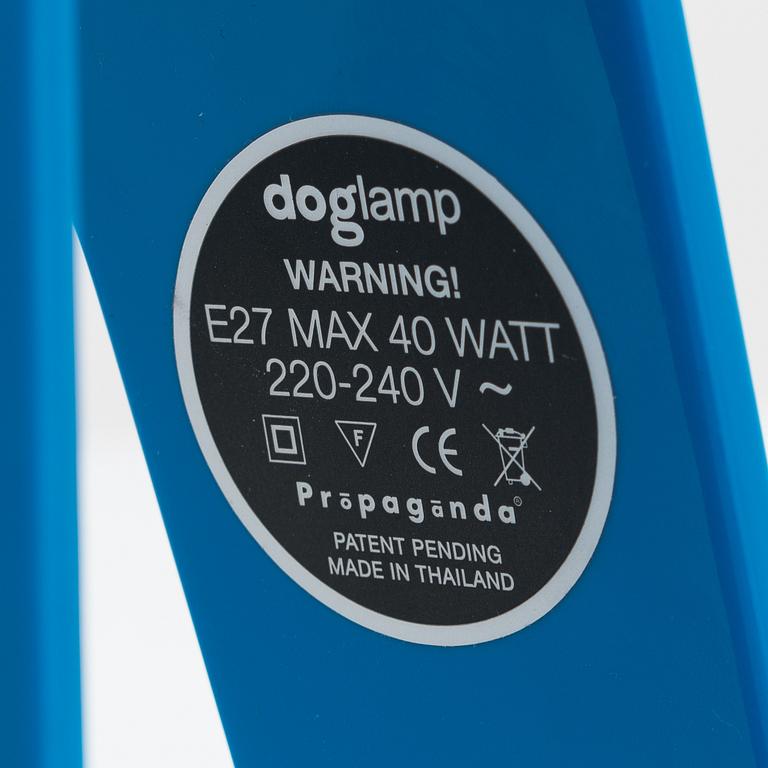 doglamp
WARNING!
E27 MAX 40 WATT
220-240 V ~
F
CE
Prōpagānda®
PATENT PENDING
MADE IN THAILAND